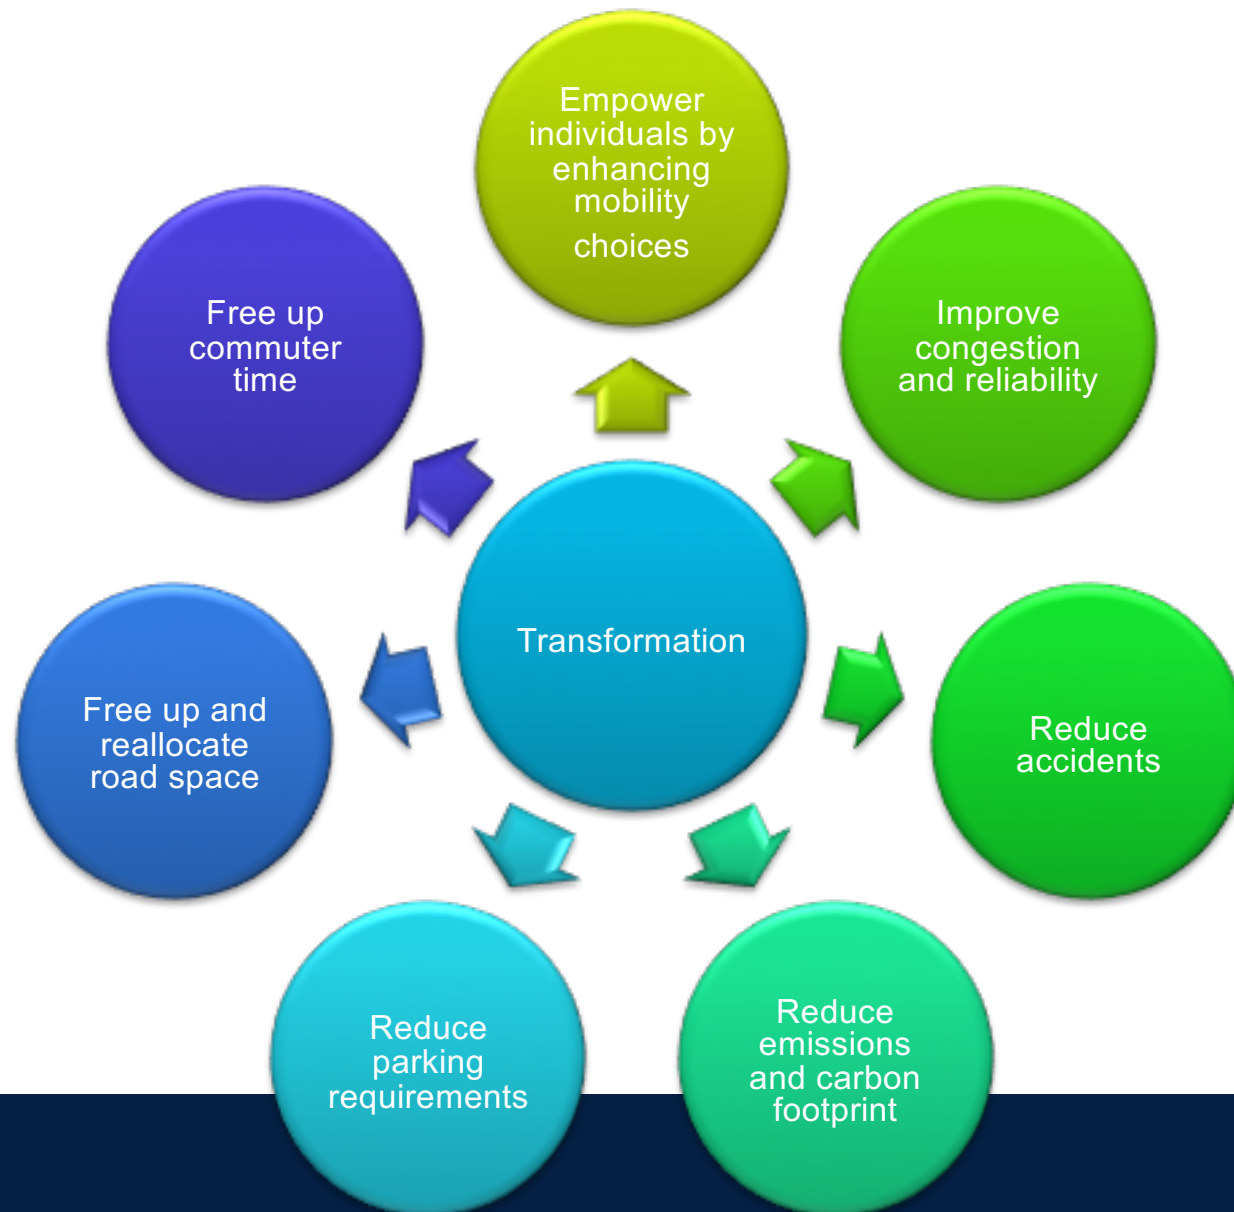 Empower
individuals by
enhancing
mobility
choices
Improve
congestion
and reliability
Reduce
accidents
Reduce
emissions
and carbon
footprint
Reduce
parking
requirements
Free up and
reallocate
road space
Free up
commuter
time
Transformation